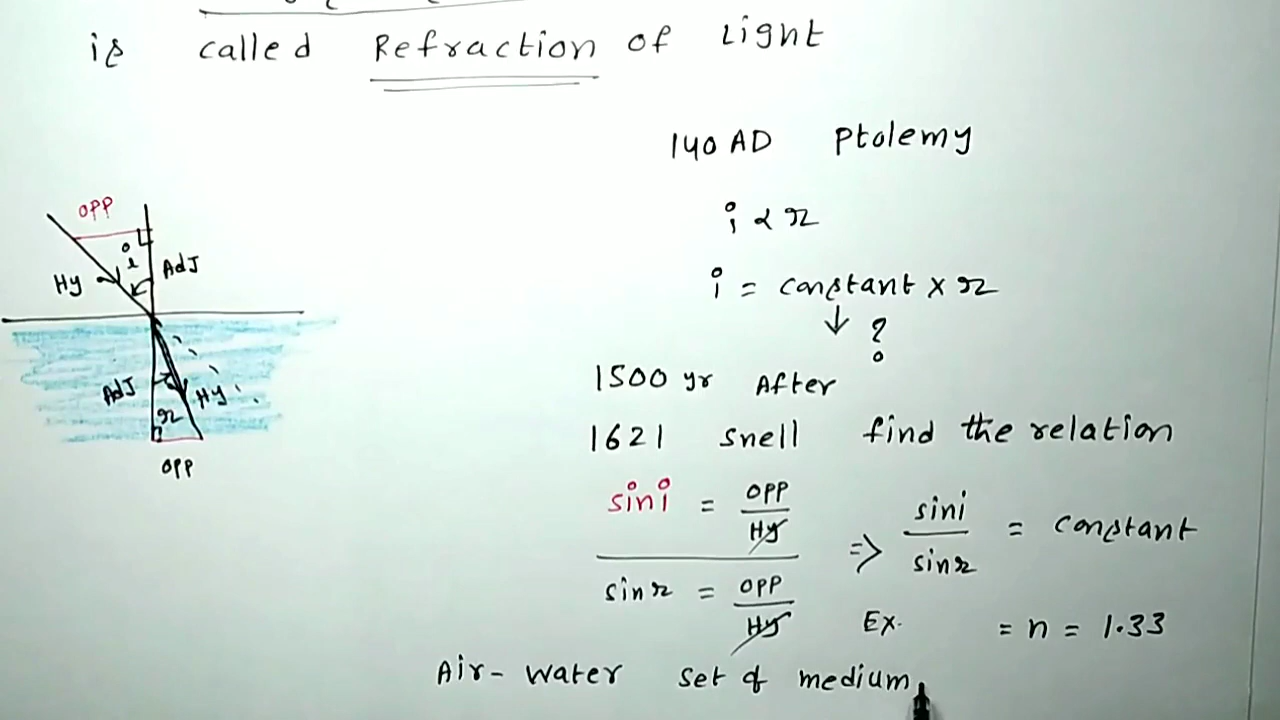 is called Refraction of Light
140 AD Ptolemy
i ∝ r
i = constant × r
↓ ?
1500 yr After
1621 Snell find the relation
sin i = OPP / Hy
sin r = OPP / Hy
⇒ sin i / sin r = constant
Ex. = n = 1.33
Air - Water set of medium
OPP
i
Hy
AdJ
AdJ
Hy
r
OPP